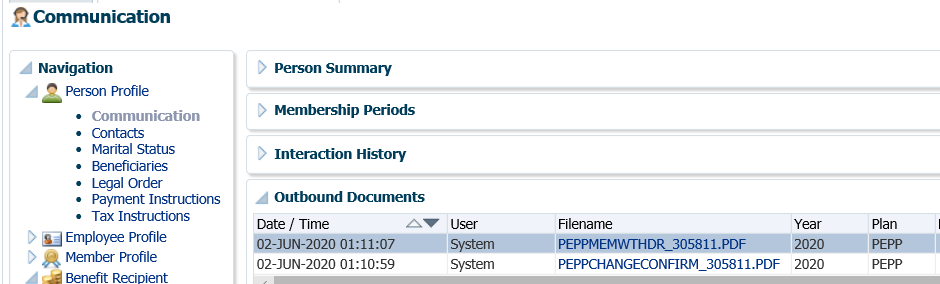 Communication
Navigation
Person Profile
Communication
Contacts
Marital Status
Beneficiaries
Legal Order
Payment Instructions
Tax Instructions
Employee Profile
Member Profile
Benefit Recipient
Person Summary
Membership Periods
Interaction History
Outbound Documents
Date / Time User Filename Year Plan
02-JUN-2020 01:11:07 System PEPPMEMWTHDR_305811.PDF 2020 PEPP
02-JUN-2020 01:10:59 System PEPPCHANGECONFIRM_305811.PDF 2020 PEPP